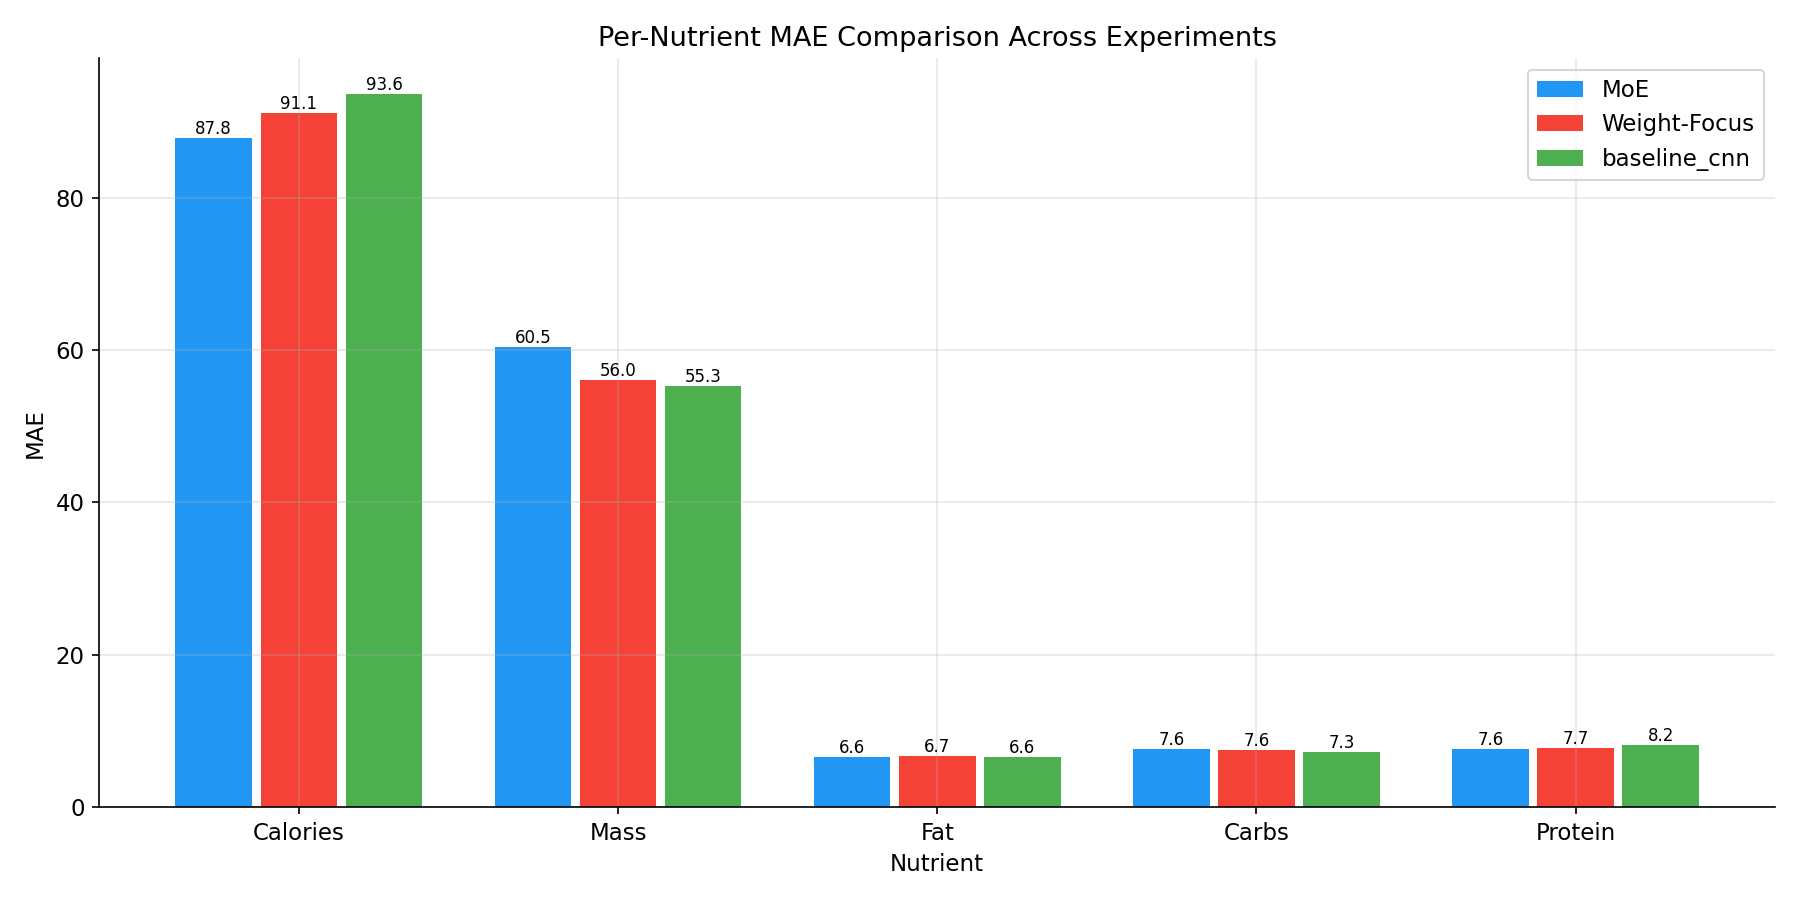 Per-Nutrient MAE Comparison Across Experiments
MoE
Weight-Focus
baseline_cnn
87.8
91.1
93.6
60.5
56.0
55.3
6.6
6.7
6.6
7.6
7.6
7.3
7.6
7.7
8.2
80
60
40
20
0
MAE
Calories
Mass
Fat
Carbs
Protein
Nutrient